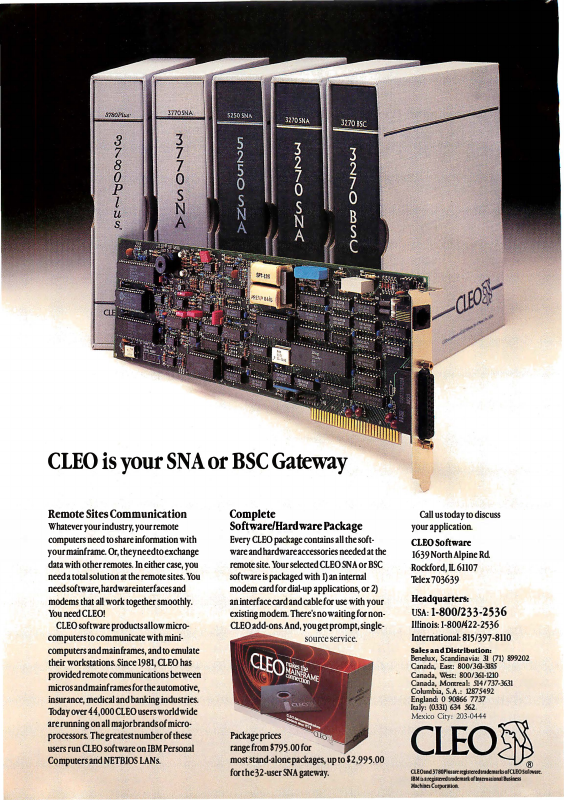 3780Plus
3770 SNA
5250 SNA
3270 SNA
3270 BSC
3780Plus
3770 SNA
5250 SNA
3270 SNA
3270 BSC
CLEO
CLEO is your SNA or BSC Gateway
Remote Sites Communication
Whatever your industry, your remote
computers need to share information with
your mainframe. Or, they need to exchange
data with other remotes. In either case, you
need a total solution at the remote sites. You
need software, hardware interfaces and
modems that all work together smoothly.
You need CLEO!
CLEO software products allow micro-
computers to communicate with mini-
computers and mainframes, and to emulate
their workstations. Since 1981, CLEO has
provided remote communications between
micros and mainframes for the automotive,
insurance, medical and banking industries.
Today over 44,000 CLEO users worldwide
are running on all major brands of micro-
processors. The greatest number of these
users run CLEO software on IBM Personal
Computers and NETBIOS LANs.
Complete
Software/Hardware Package
Every CLEO package contains all the soft-
ware and hardware accessories needed at the
remote site. Your selected CLEO SNA or BSC
software is packaged with 1) an internal
modem card for dial-up applications, or 2)
an interface card and cable for use with your
existing modem. There's no waiting for non-
CLEO add-ons. And, you get prompt, single-
source service.
CLEO makes the
MAINFRAME
connection
Package prices
range from $795.00 for
most stand-alone packages, up to $2,995.00
for the 32-user SNA gateway.
Call us today to discuss
your application.
CLEO Software
1639 North Alpine Rd.
Rockford, IL 61107
Telex 703639
Headquarters:
USA: 1-800/233-2536
Illinois: 1-800/422-2536
International: 815/397-8110
Sales and Distribution:
Benelux, Scandinavia: 31 (71) 899202
Canada, East: 800/361-3185
Canada, West: 800/361-1210
Canada, Montreal: 514/737-3631
Columbia, S.A.: 12875492
England: 0 90866 7737
Italy: (0331) 634 562
Mexico City: 203-0444
CLEO
®
CLEO and 3780Plus are registered trademarks of CLEO Software.
IBM is a registered trademark of International Business
Machines Corporation.